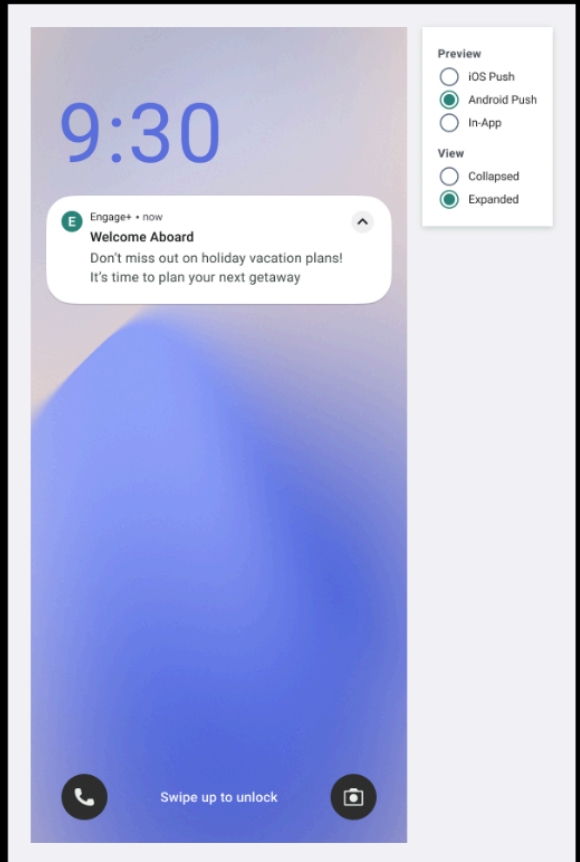 9:30
E
Engage+ • now
Welcome Aboard
Don't miss out on holiday vacation plans!
It's time to plan your next getaway
Swipe up to unlock
Preview
iOS Push
Android Push
In-App
View
Collapsed
Expanded